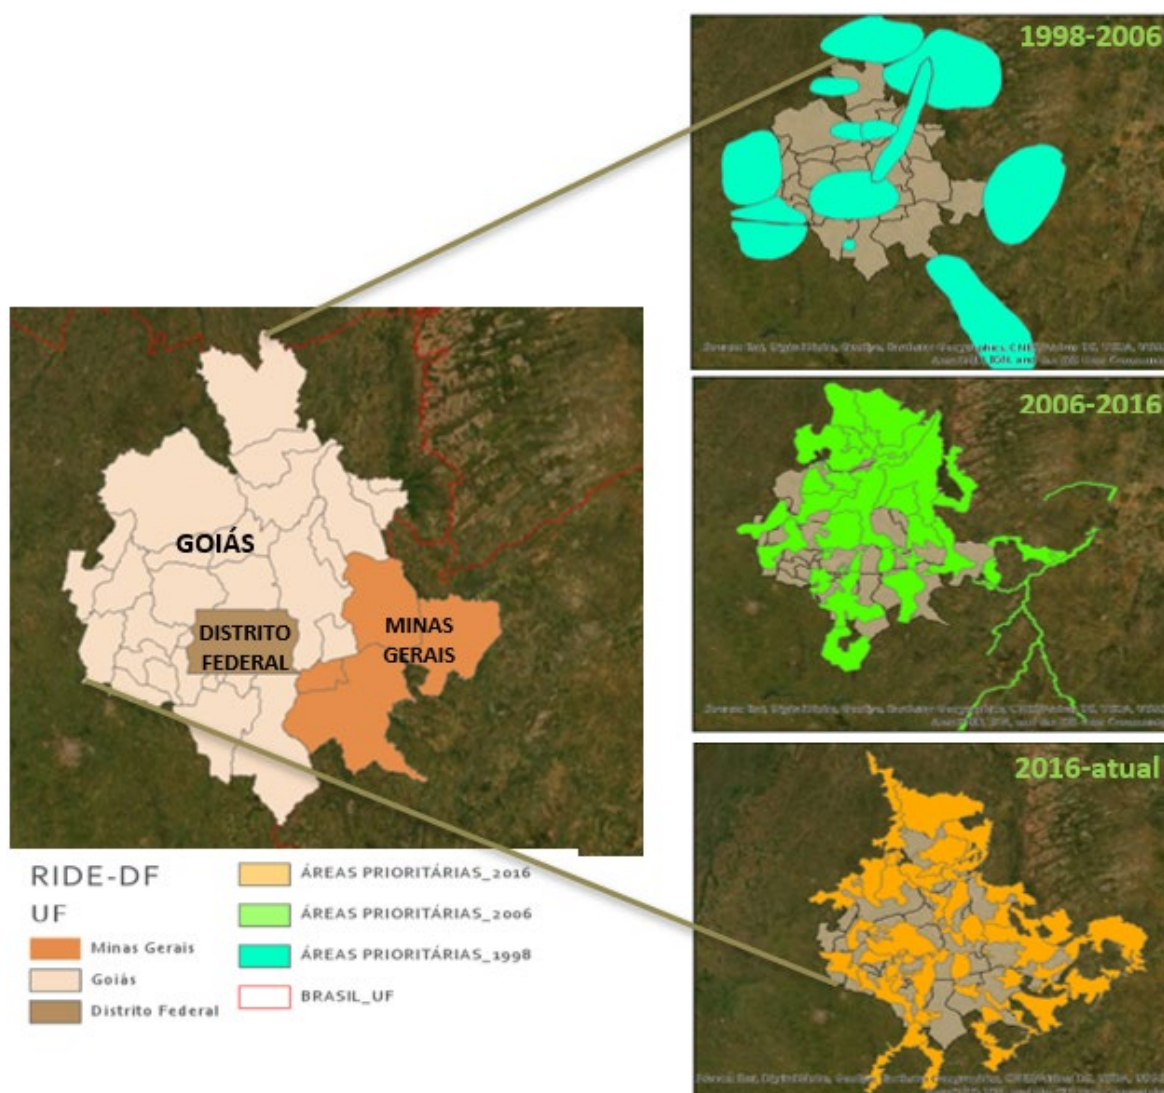 1998-2006
GOIÁS
DISTRITO
FEDERAL
MINAS
GERAIS
2006-2016
2016-atual
RIDE-DF
UF
Minas Gerais
Goiás
Distrito Federal
ÁREAS PRIORITÁRIAS_2016
ÁREAS PRIORITÁRIAS_2006
ÁREAS PRIORITÁRIAS_1998
BRASIL_UF